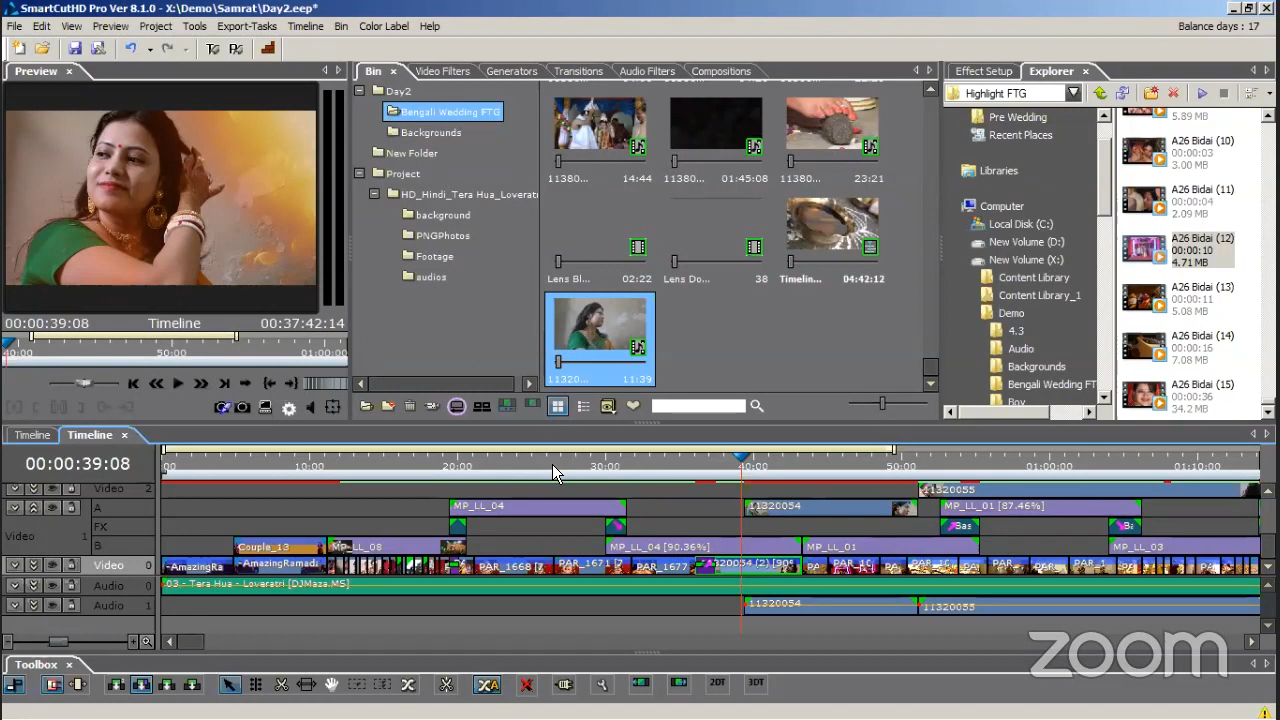 SmartCutHD Pro Ver 8.1.0 - X:\Demo\Samrat\Day2.eep*
File Edit View Preview Project Tools Export-Tasks Timeline Bin Color Label Help
Balance days : 17
Preview
Bin Video Filters Generators Transitions Audio Filters Compositions
Effect Setup Explorer
00:00:39:08 Timeline 00:37:42:14
40:00 50:00 01:00:00
Day2
Bengali Wedding FTG
Backgrounds
New Folder
Project
HD_Hindi_Tera Hua_Loverat
background
PNGPhotos
Footage
audios
11380... 14:44
11380... 01:45:08
11380... 23:21
Lens Bl... 02:22
Lens Do... 38
Timelin... 04:42:12
11320... 11:39
Highlight FTG
Pre Wedding
Recent Places
Libraries
Computer
Local Disk (C:)
New Volume (D:)
New Volume (X:)
Content Library
Content Library_1
Demo
4.3
Audio
Backgrounds
Bengali Wedding FT
Boy
5.89 MB
A26 Bidai (10)
00:00:03
3.00 MB
A26 Bidai (11)
00:00:04
2.09 MB
A26 Bidai (12)
00:00:10
4.71 MB
A26 Bidai (13)
00:00:11
5.08 MB
A26 Bidai (14)
00:00:16
7.08 MB
A26 Bidai (15)
00:00:36
34.2 MB
Timeline Timeline
00:00:39:08
:00 10:00 20:00 30:00 40:00 50:00 01:00:00 01:10:00
Video 2 11320055
A MP_LL_04 11320054 MP_LL_01 [87.46%]
FX Bas Ba
Video 1
B Couple_13 MP_LL_08 MP_LL_04 [90.36%] MP_LL_01 MP_LL_03
Video 0 -AmazingRa -AmazingRamadi PAR_1668 [7 PAR_1671 [7 PAR_1677
Audio 0 03 - Tera Hua - Loveratri [DJMaza.MS]
Audio 1 11320054 11320055
zoom
Toolbox
2DT 3DT